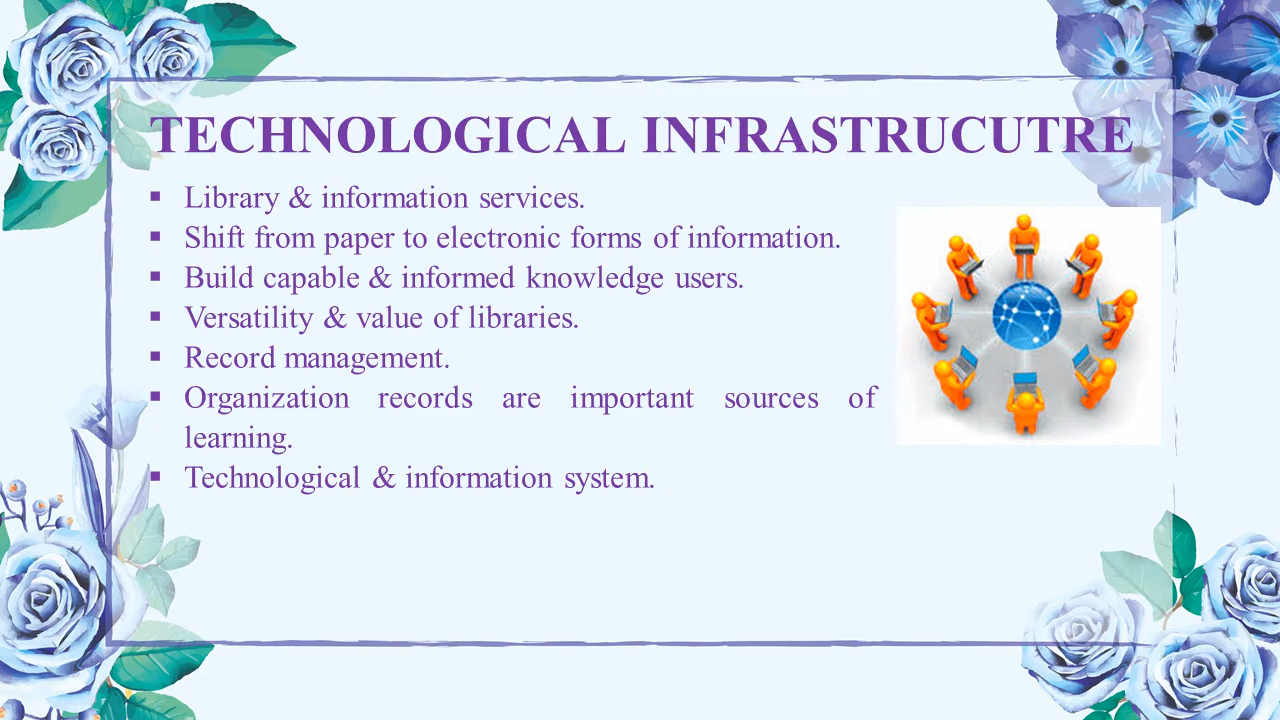 TECHNOLOGICAL INFRASTRUCUTRE
▪ Library & information services.
▪ Shift from paper to electronic forms of information.
▪ Build capable & informed knowledge users.
▪ Versatility & value of libraries.
▪ Record management.
▪ Organization records are important sources of
learning.
▪ Technological & information system.